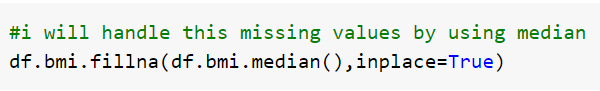 #i will handle this missing values by using median
df.bmi.fillna(df.bmi.median(),inplace=True)